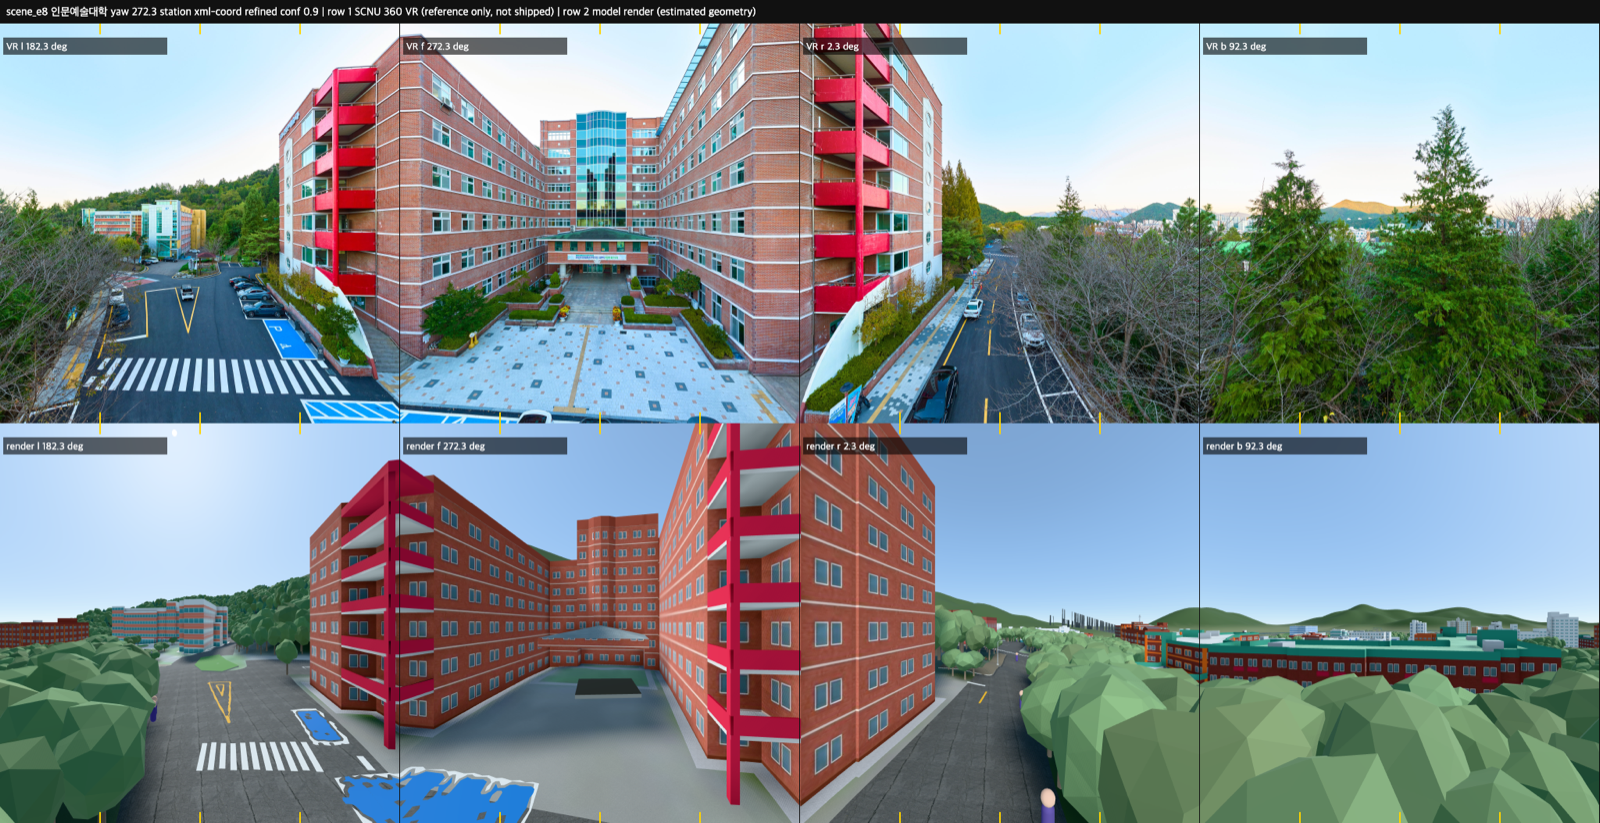 scene_e8 인문예술대학 yaw 272.3 station xml-coord refined conf 0.9 | row 1 SCNU 360 VR (reference only, not shipped) | row 2 model render (estimated geometry)
VR l 182.3 deg
VR f 272.3 deg
VR r 2.3 deg
VR b 92.3 deg
render l 182.3 deg
render f 272.3 deg
render r 2.3 deg
render b 92.3 deg